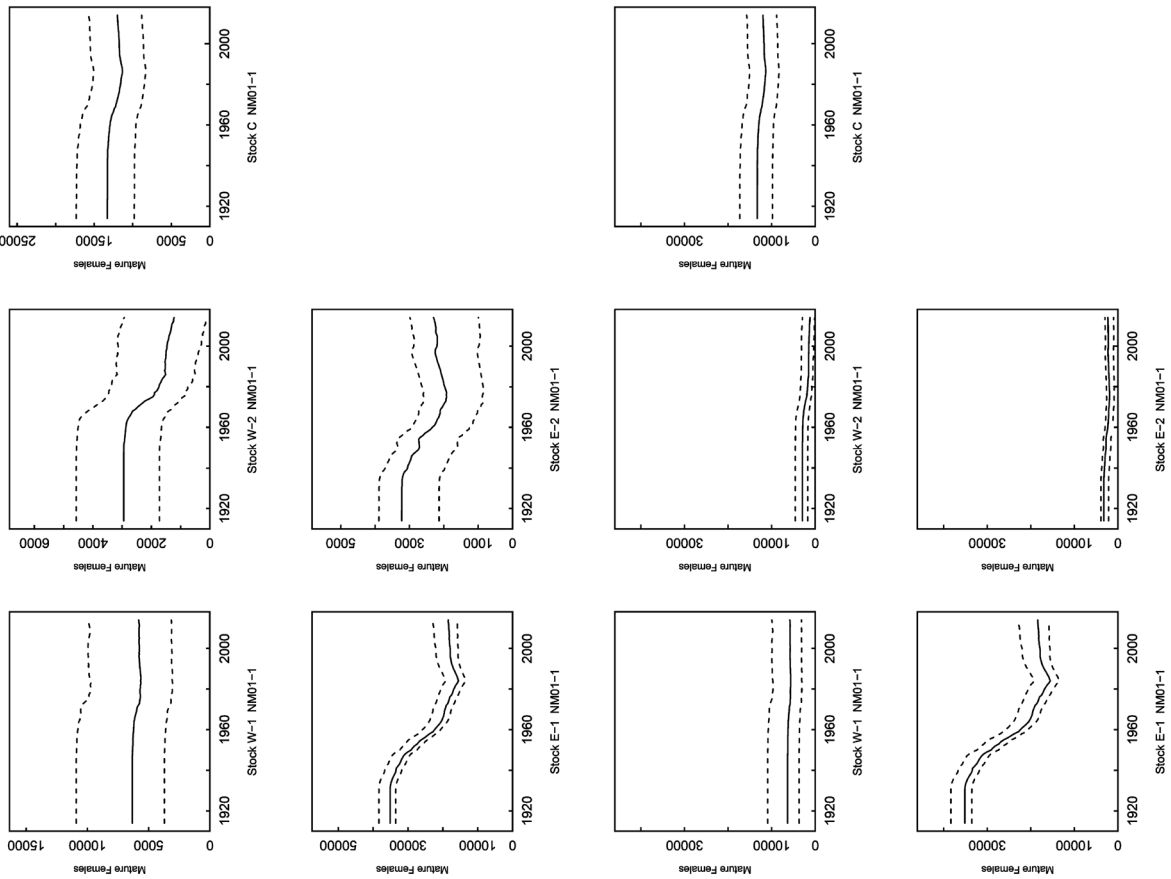 Mature Females
15000
10000
5000
0
1920 1960 2000
Stock W-1 NM01-1
Mature Females
6000
4000
2000
0
1920 1960 2000
Stock W-2 NM01-1
Mature Females
25000
15000
5000
0
1920 1960 2000
Stock C NM01-1
Mature Females
50000
30000
10000
0
1920 1960 2000
Stock E-1 NM01-1
Mature Females
5000
3000
1000
0
1920 1960 2000
Stock E-2 NM01-1
Mature Females
30000
10000
0
1920 1960 2000
Stock W-1 NM01-1
Mature Females
30000
10000
0
1920 1960 2000
Stock W-2 NM01-1
Mature Females
30000
10000
0
1920 1960 2000
Stock C NM01-1
Mature Females
30000
10000
0
1920 1960 2000
Stock E-1 NM01-1
Mature Females
30000
10000
0
1920 1960 2000
Stock E-2 NM01-1